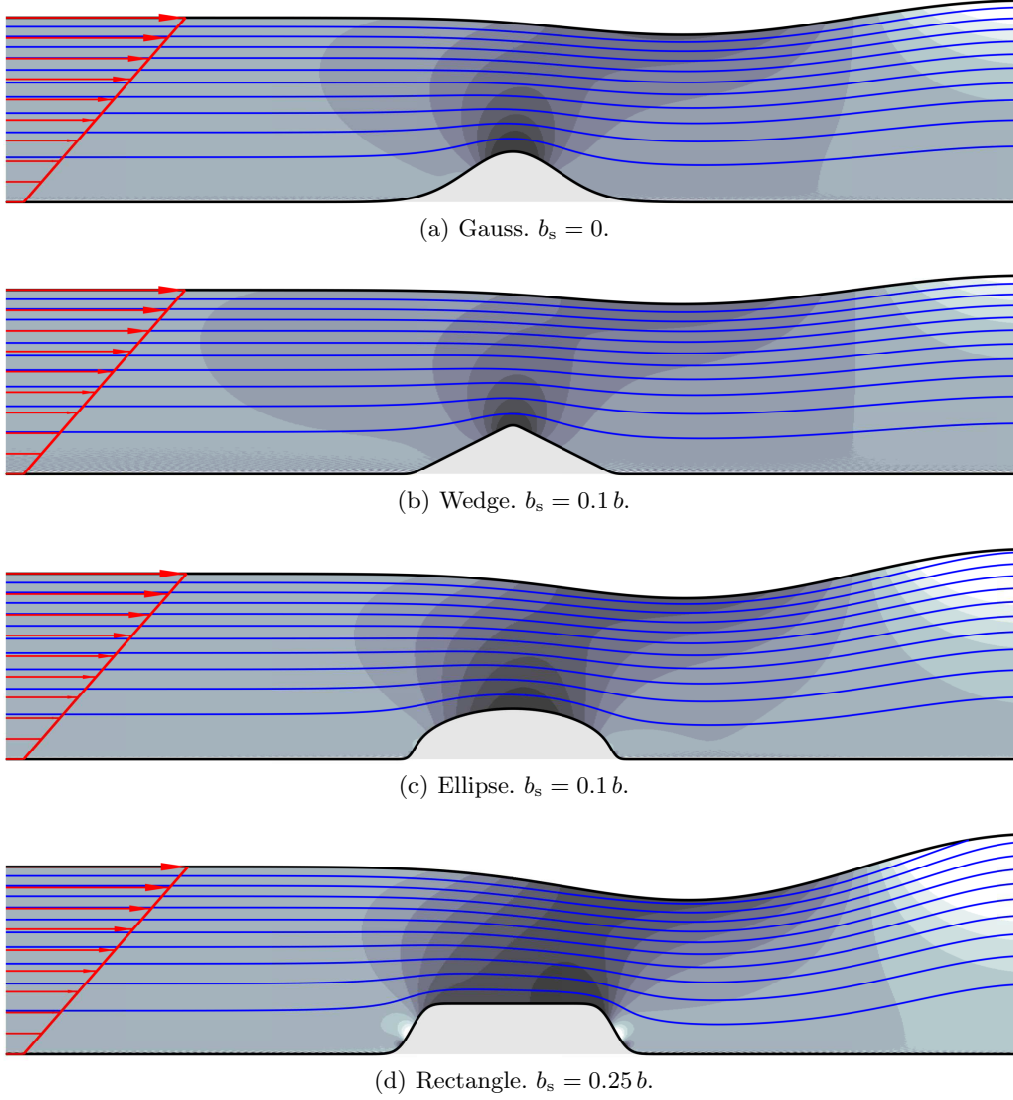 (a) Gauss. b_s = 0.
(b) Wedge. b_s = 0.1 b.
(c) Ellipse. b_s = 0.1 b.
(d) Rectangle. b_s = 0.25 b.